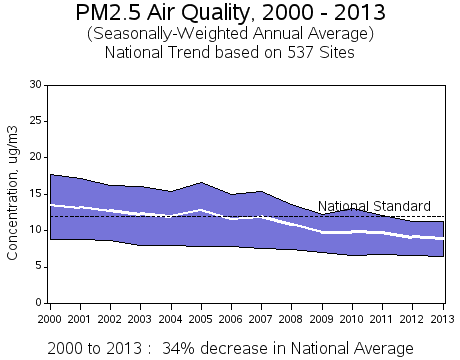 PM2.5 Air Quality, 2000 - 2013
(Seasonally-Weighted Annual Average)
National Trend based on 537 Sites
Concentration, ug/m3
30
25
20
15
10
5
0
National Standard
2000 2001 2002 2003 2004 2005 2006 2007 2008 2009 2010 2011 2012 2013
2000 to 2013 : 34% decrease in National Average